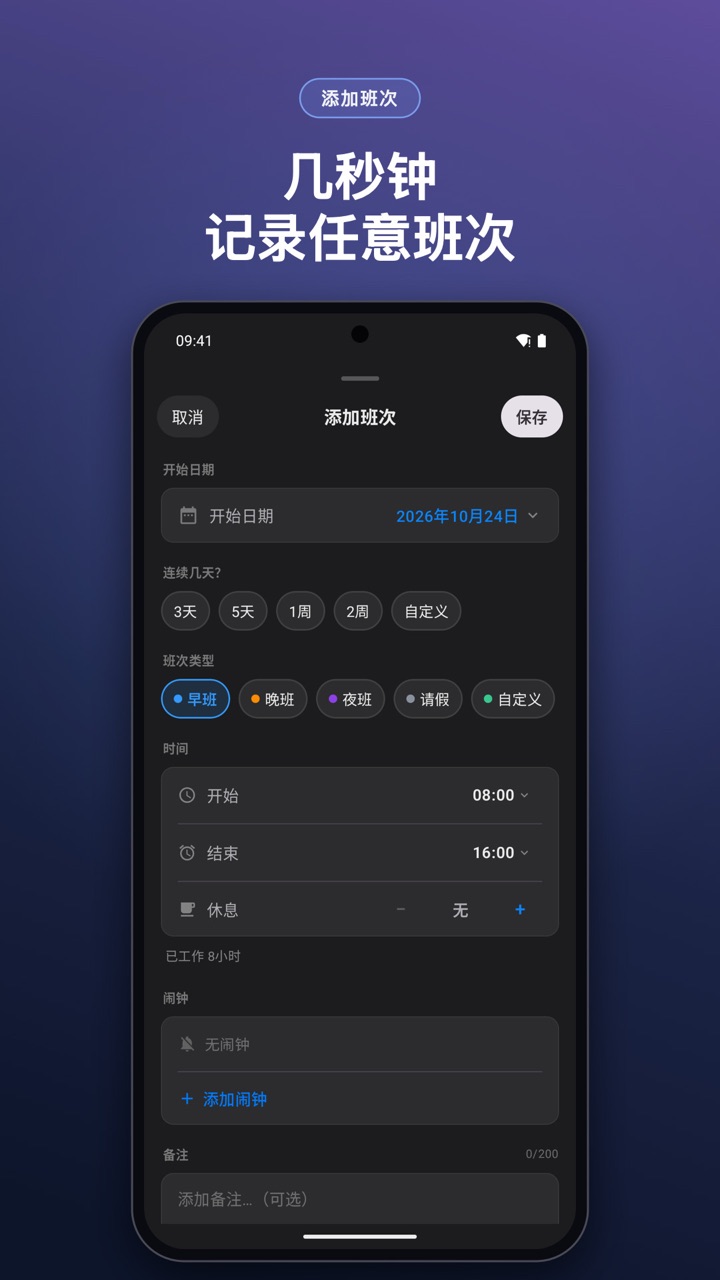 添加班次
几秒钟
记录任意班次
09:41
取消 添加班次 保存
开始日期
开始日期 2026年10月24日
连续几天?
3天 5天 1周 2周 自定义
班次类型
早班 晚班 夜班 请假 自定义
时间
开始 08:00
结束 16:00
休息 − 无 +
已工作 8小时
闹钟
无闹钟
+ 添加闹钟
备注 0/200
添加备注...（可选）